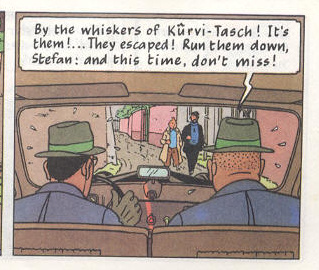 By the whiskers of Kûrvi-Tasch! It's
them!...They escaped! Run them down,
Stefan: and this time, don't miss!